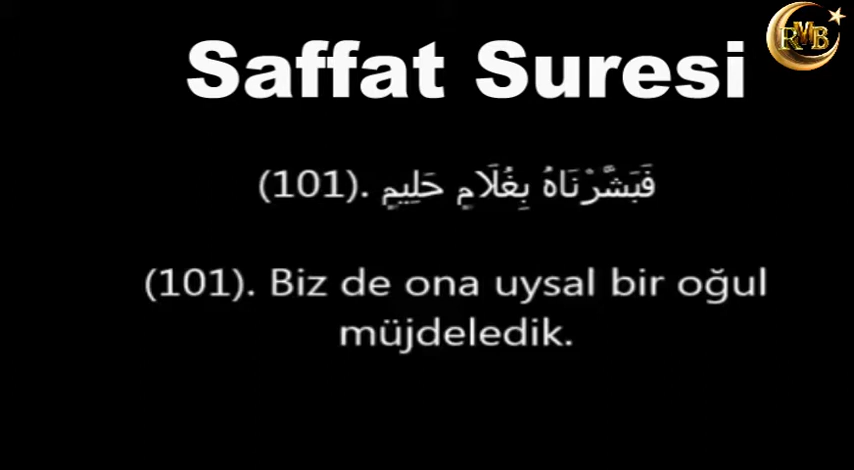 Saffat Suresi
RMB
(101). فَبَشَّرْنَاهُ بِغُلَامٍ حَلِيمٍ
(101). Biz de ona uysal bir oğul
müjdeledik.